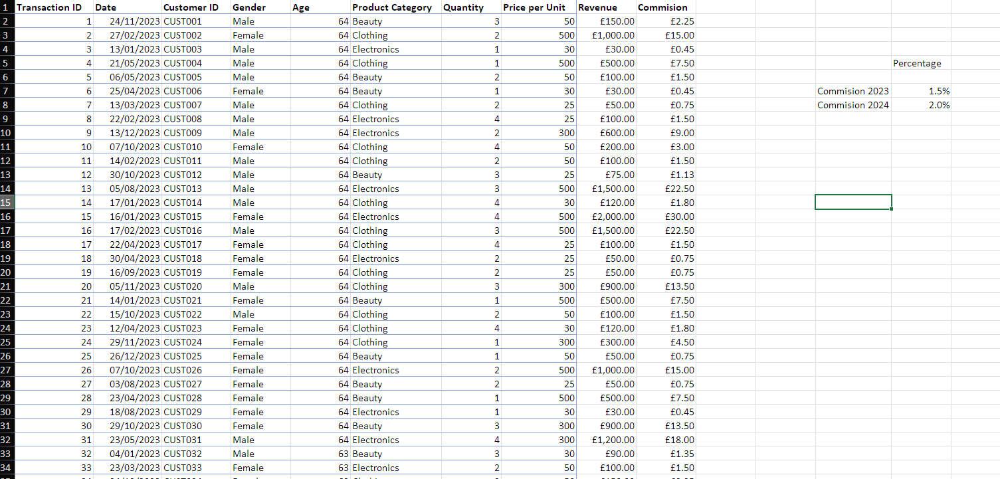 1 Transaction ID Date Customer ID Gender Age Product Category Quantity Price per Unit Revenue Commision
2 1 24/11/2023 CUST001 Male 64 Beauty 3 50 £150.00 £2.25
3 2 27/02/2023 CUST002 Female 64 Clothing 2 500 £1,000.00 £15.00
4 3 13/01/2023 CUST003 Male 64 Electronics 1 30 £30.00 £0.45
5 4 21/05/2023 CUST004 Male 64 Clothing 1 500 £500.00 £7.50 Percentage
6 5 06/05/2023 CUST005 Male 64 Beauty 2 50 £100.00 £1.50
7 6 25/04/2023 CUST006 Female 64 Beauty 1 30 £30.00 £0.45 Commision 2023 1.5%
8 7 13/03/2023 CUST007 Male 64 Clothing 2 25 £50.00 £0.75 Commision 2024 2.0%
9 8 22/02/2023 CUST008 Male 64 Electronics 4 25 £100.00 £1.50
10 9 13/12/2023 CUST009 Male 64 Electronics 2 300 £600.00 £9.00
11 10 07/10/2023 CUST010 Female 64 Clothing 4 50 £200.00 £3.00
12 11 14/02/2023 CUST011 Male 64 Clothing 2 50 £100.00 £1.50
13 12 30/10/2023 CUST012 Male 64 Beauty 3 25 £75.00 £1.13
14 13 05/08/2023 CUST013 Male 64 Electronics 3 500 £1,500.00 £22.50
15 14 17/01/2023 CUST014 Male 64 Clothing 4 30 £120.00 £1.80
16 15 16/01/2023 CUST015 Female 64 Electronics 4 500 £2,000.00 £30.00
17 16 17/02/2023 CUST016 Male 64 Clothing 3 500 £1,500.00 £22.50
18 17 22/04/2023 CUST017 Female 64 Clothing 4 25 £100.00 £1.50
19 18 30/04/2023 CUST018 Female 64 Electronics 2 25 £50.00 £0.75
20 19 16/09/2023 CUST019 Female 64 Clothing 2 25 £50.00 £0.75
21 20 05/11/2023 CUST020 Male 64 Clothing 3 300 £900.00 £13.50
22 21 14/01/2023 CUST021 Female 64 Beauty 1 500 £500.00 £7.50
23 22 15/10/2023 CUST022 Male 64 Clothing 2 50 £100.00 £1.50
24 23 12/04/2023 CUST023 Female 64 Clothing 4 30 £120.00 £1.80
25 24 29/11/2023 CUST024 Female 64 Clothing 1 300 £300.00 £4.50
26 25 26/12/2023 CUST025 Female 64 Beauty 1 50 £50.00 £0.75
27 26 07/10/2023 CUST026 Female 64 Electronics 2 500 £1,000.00 £15.00
28 27 03/08/2023 CUST027 Female 64 Beauty 2 25 £50.00 £0.75
29 28 23/04/2023 CUST028 Female 64 Beauty 1 500 £500.00 £7.50
30 29 18/08/2023 CUST029 Female 64 Electronics 1 30 £30.00 £0.45
31 30 29/10/2023 CUST030 Female 64 Beauty 3 300 £900.00 £13.50
32 31 23/05/2023 CUST031 Male 64 Electronics 4 300 £1,200.00 £18.00
33 32 04/01/2023 CUST032 Male 63 Beauty 3 30 £90.00 £1.35
34 33 23/03/2023 CUST033 Female 63 Electronics 2 50 £100.00 £1.50